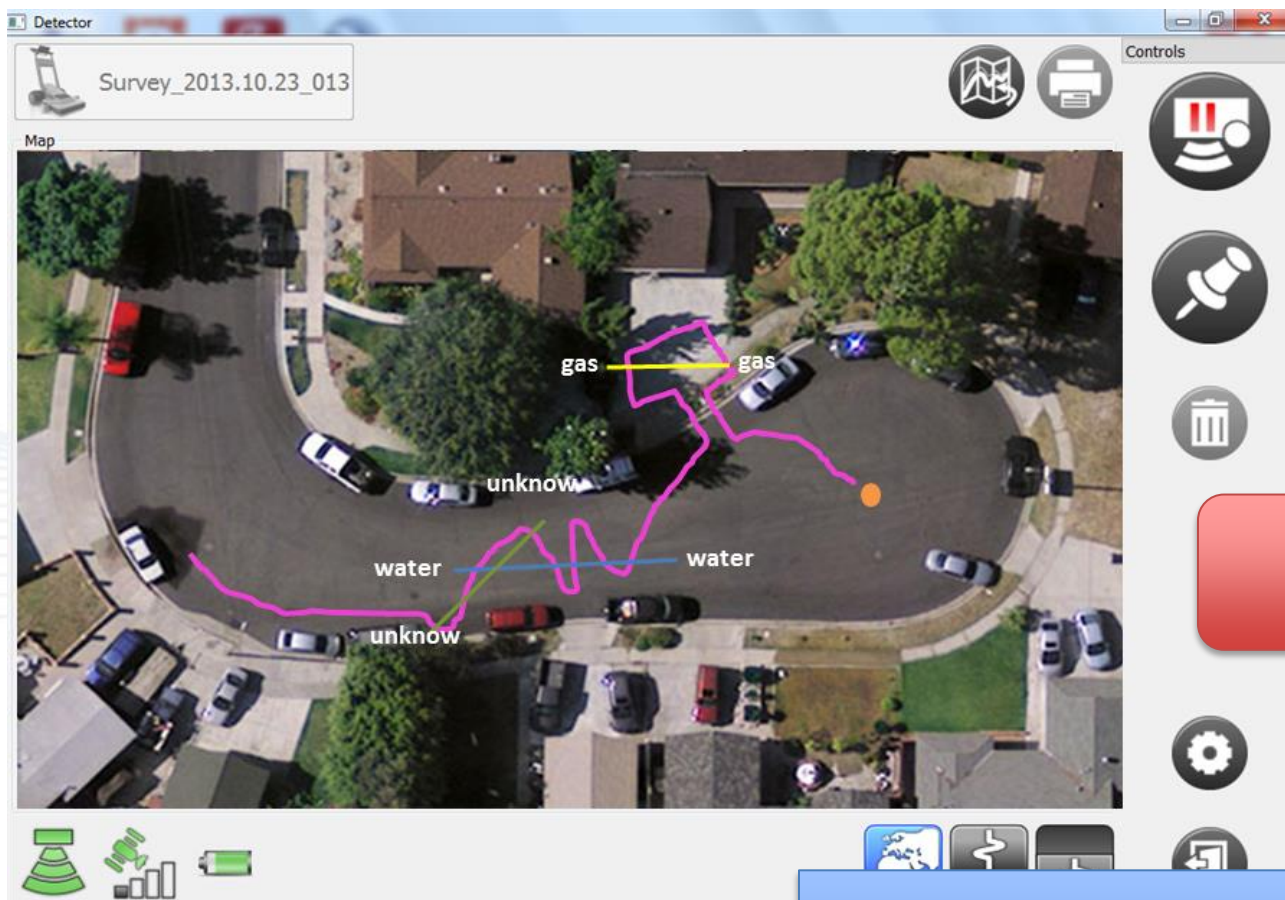 Detector
Controls
Survey_2013.10.23_013
Map
gas
gas
unknow
water
water
unknow